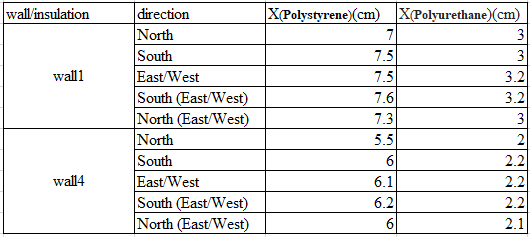 wall/insulation direction X(Polystyrene)(cm) X(Polyurethane)(cm)
North 7 3
South 7.5 3
wall1 East/West 7.5 3.2
South (East/West) 7.6 3.2
North (East/West) 7.3 3
North 5.5 2
South 6 2.2
wall4 East/West 6.1 2.2
South (East/West) 6.2 2.2
North (East/West) 6 2.1